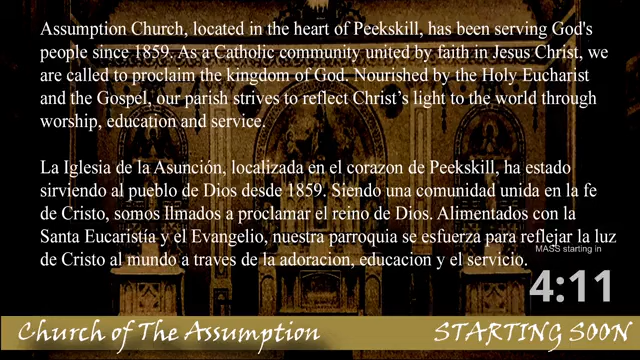 Assumption Church, located in the heart of Peekskill, has been serving God's
people since 1859. As a Catholic community united by faith in Jesus Christ, we
are called to proclaim the kingdom of God. Nourished by the Holy Eucharist
and the Gospel, our parish strives to reflect Christ’s light to the world through
worship, education and service.
La Iglesia de la Asunción, localizada en el corazon de Peekskill, ha estado
sirviendo al pueblo de Dios desde 1859. Siendo una comunidad unida en la fe
de Cristo, somos llmados a proclamar el reino de Dios. Alimentados con la
Santa Eucaristía y el Evangelio, nuestra parroquia se esfuerza para reflejar la luz
de Cristo al mundo a traves de la adoracion, educacion y el servicio.
MASS starting in
4:11
Church of The Assumption
STARTING SOON